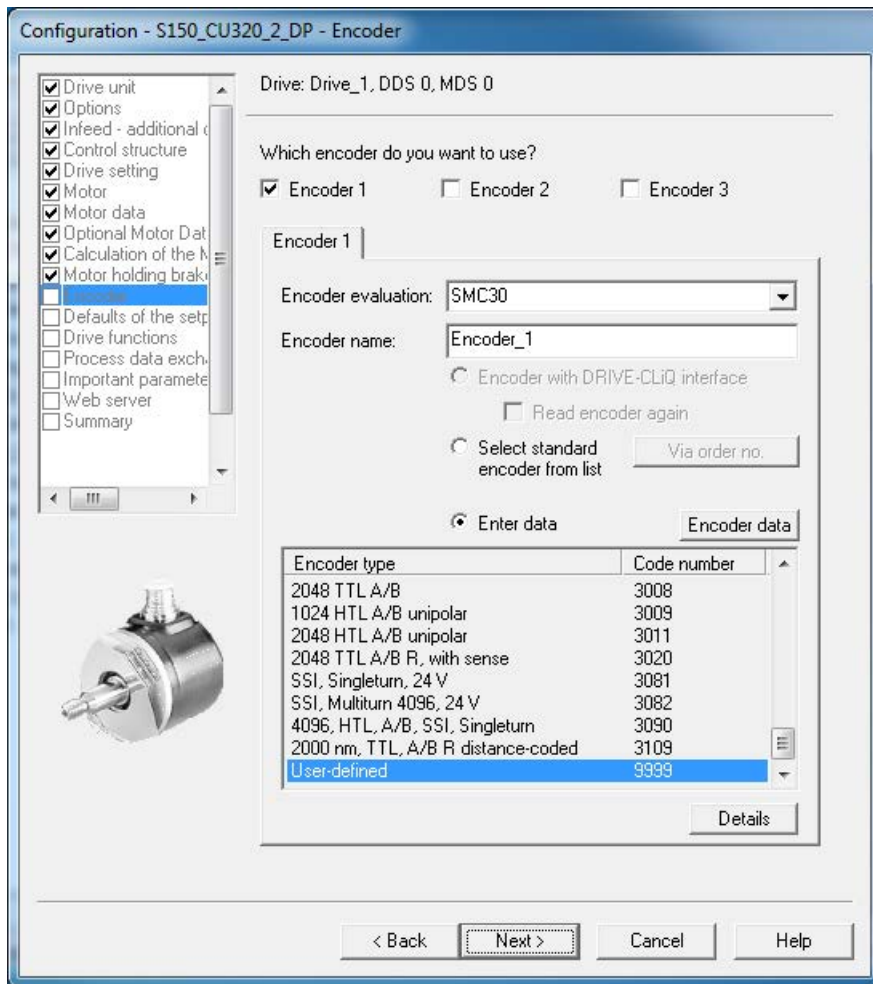 Configuration - S150_CU320_2_DP - Encoder
Drive unit
Options
Infeed - additional
Control structure
Drive setting
Motor
Motor data
Optional Motor Dat
Calculation of the
Motor holding brak
Defaults of the setp
Drive functions
Process data exch
Important paramete
Web server
Summary
Drive: Drive_1, DDS 0, MDS 0
Which encoder do you want to use?
Encoder 1 Encoder 2 Encoder 3
Encoder 1
Encoder evaluation: SMC30
Encoder name: Encoder_1
Encoder with DRIVE-CLiQ interface
Read encoder again
Select standard
encoder from list
Via order no.
Enter data Encoder data
Encoder type Code number
2048 TTL A/B 3008
1024 HTL A/B unipolar 3009
2048 HTL A/B unipolar 3011
2048 TTL A/B R, with sense 3020
SSI, Singleturn, 24 V 3081
SSI, Multiturn 4096, 24 V 3082
4096, HTL, A/B, SSI, Singleturn 3090
2000 nm, TTL, A/B R distance-coded 3109
User-defined 9999
Details
< Back Next > Cancel Help